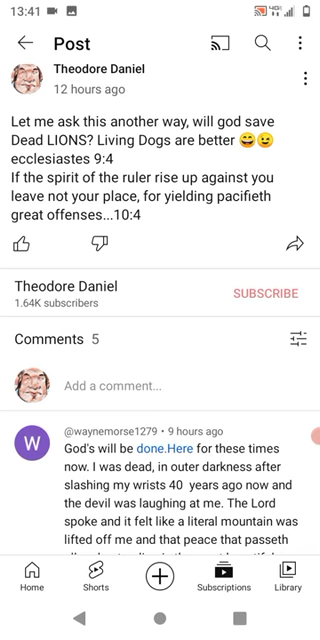 13:41
Post
Theodore Daniel
12 hours ago
Let me ask this another way, will god save
Dead LIONS? Living Dogs are better 😄😉
ecclesiastes 9:4
If the spirit of the ruler rise up against you
leave not your place, for yielding pacifieth
great offenses...10:4
Theodore Daniel
1.64K subscribers
SUBSCRIBE
Comments 5
Add a comment...
W
@waynemorse1279 • 9 hours ago
God's will be done.Here for these times
now. I was dead, in outer darkness after
slashing my wrists 40 years ago now and
the devil was laughing at me. The Lord
spoke and it felt like a literal mountain was
lifted off me and that peace that passeth
Home
Shorts
Subscriptions
Library